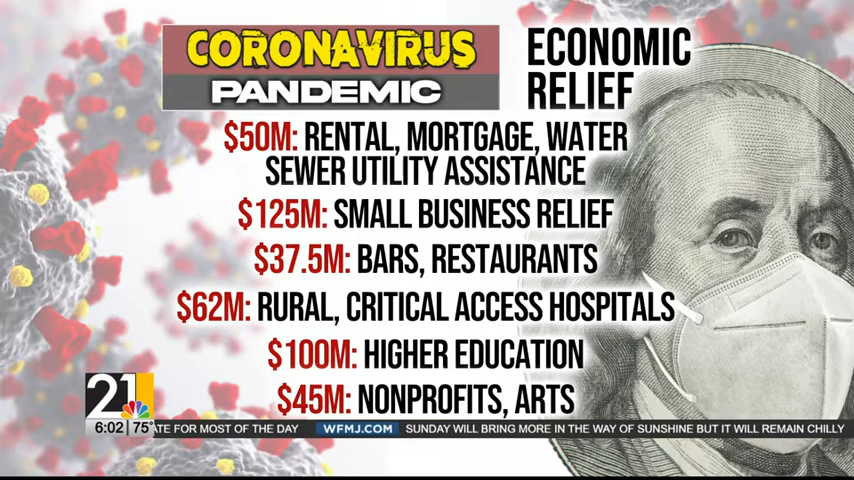 CORONAVIRUS
PANDEMIC
ECONOMIC
RELIEF
$50M: RENTAL, MORTGAGE, WATER
SEWER UTILITY ASSISTANCE
$125M: SMALL BUSINESS RELIEF
$37.5M: BARS, RESTAURANTS
$62M: RURAL, CRITICAL ACCESS HOSPITALS
$100M: HIGHER EDUCATION
$45M: NONPROFITS, ARTS
21
6:02 75° ATE FOR MOST OF THE DAY WFMJ.COM SUNDAY WILL BRING MORE IN THE WAY OF SUNSHINE BUT IT WILL REMAIN CHILLY